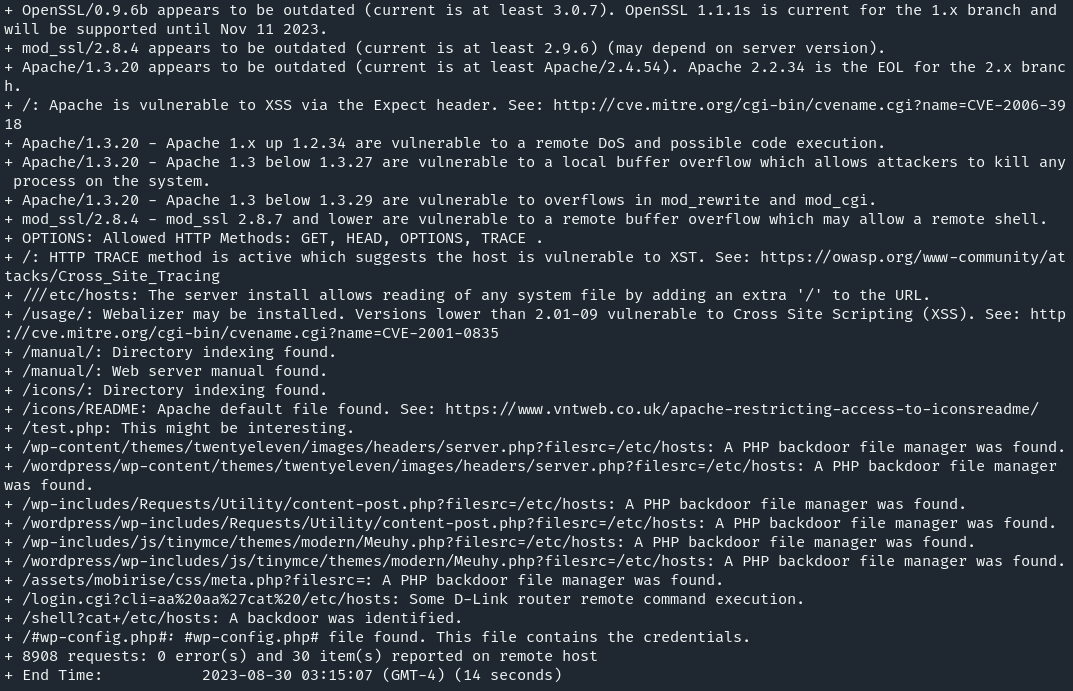 + OpenSSL/0.9.6b appears to be outdated (current is at least 3.0.7). OpenSSL 1.1.1s is current for the 1.x branch and
will be supported until Nov 11 2023.
+ mod_ssl/2.8.4 appears to be outdated (current is at least 2.9.6) (may depend on server version).
+ Apache/1.3.20 appears to be outdated (current is at least Apache/2.4.54). Apache 2.2.34 is the EOL for the 2.x branc
h.
+ /: Apache is vulnerable to XSS via the Expect header. See: http://cve.mitre.org/cgi-bin/cvename.cgi?name=CVE-2006-39
18
+ Apache/1.3.20 - Apache 1.x up 1.2.34 are vulnerable to a remote DoS and possible code execution.
+ Apache/1.3.20 - Apache 1.3 below 1.3.27 are vulnerable to a local buffer overflow which allows attackers to kill any
 process on the system.
+ Apache/1.3.20 - Apache 1.3 below 1.3.29 are vulnerable to overflows in mod_rewrite and mod_cgi.
+ mod_ssl/2.8.4 - mod_ssl 2.8.7 and lower are vulnerable to a remote buffer overflow which may allow a remote shell.
+ OPTIONS: Allowed HTTP Methods: GET, HEAD, OPTIONS, TRACE .
+ /: HTTP TRACE method is active which suggests the host is vulnerable to XST. See: https://owasp.org/www-community/at
tacks/Cross_Site_Tracing
+ ///etc/hosts: The server install allows reading of any system file by adding an extra '/' to the URL.
+ /usage/: Webalizer may be installed. Versions lower than 2.01-09 vulnerable to Cross Site Scripting (XSS). See: http
://cve.mitre.org/cgi-bin/cvename.cgi?name=CVE-2001-0835
+ /manual/: Directory indexing found.
+ /manual/: Web server manual found.
+ /icons/: Directory indexing found.
+ /icons/README: Apache default file found. See: https://www.vntweb.co.uk/apache-restricting-access-to-iconsreadme/
+ /test.php: This might be interesting.
+ /wp-content/themes/twentyeleven/images/headers/server.php?filesrc=/etc/hosts: A PHP backdoor file manager was found.
+ /wordpress/wp-content/themes/twentyeleven/images/headers/server.php?filesrc=/etc/hosts: A PHP backdoor file manager
was found.
+ /wp-includes/Requests/Utility/content-post.php?filesrc=/etc/hosts: A PHP backdoor file manager was found.
+ /wordpress/wp-includes/Requests/Utility/content-post.php?filesrc=/etc/hosts: A PHP backdoor file manager was found.
+ /wp-includes/js/tinymce/themes/modern/Meuhy.php?filesrc=/etc/hosts: A PHP backdoor file manager was found.
+ /wordpress/wp-includes/js/tinymce/themes/modern/Meuhy.php?filesrc=/etc/hosts: A PHP backdoor file manager was found.
+ /assets/mobirise/css/meta.php?filesrc=: A PHP backdoor file manager was found.
+ /login.cgi?cli=aa%20aa%27cat%20/etc/hosts: Some D-Link router remote command execution.
+ /shell?cat+/etc/hosts: A backdoor was identified.
+ /#wp-config.php#: #wp-config.php# file found. This file contains the credentials.
+ 8908 requests: 0 error(s) and 30 item(s) reported on remote host
+ End Time:           2023-08-30 03:15:07 (GMT-4) (14 seconds)